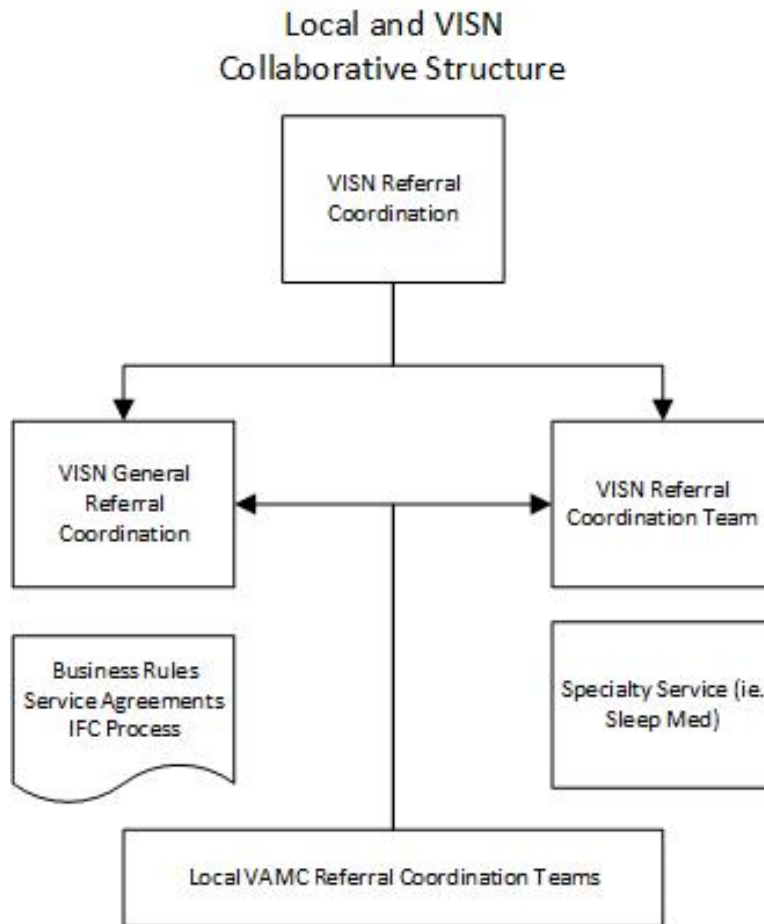 Local and VISN
Collaborative Structure
VISN Referral
Coordination
VISN General
Referral
Coordination
VISN Referral
Coordination Team
Business Rules
Service Agreements
IFC Process
Specialty Service (ie.
Sleep Med)
Local VAMC Referral Coordination Teams